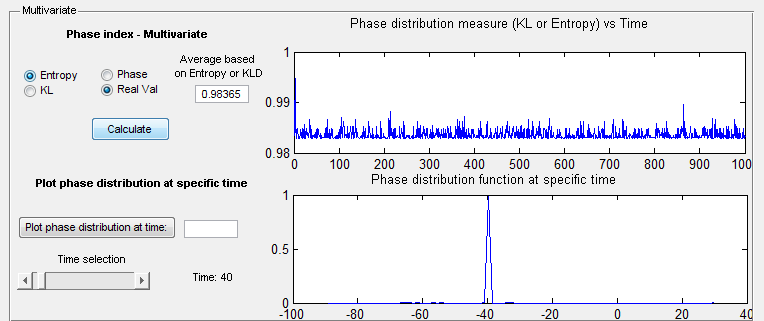 Multivariate
Phase index - Multivariate
Entropy
KL
Phase
Real Val
Average based
on Entropy or KLD
0.98365
Calculate
Phase distribution measure (KL or Entropy) vs Time
1
0.99
0.98
0 100 200 300 400 500 600 700 800 900 1000
Plot phase distribution at specific time
Plot phase distribution at time:
Time selection
Time: 40
Phase distribution function at specific time
1
0.5
0
-100 -80 -60 -40 -20 0 20 40